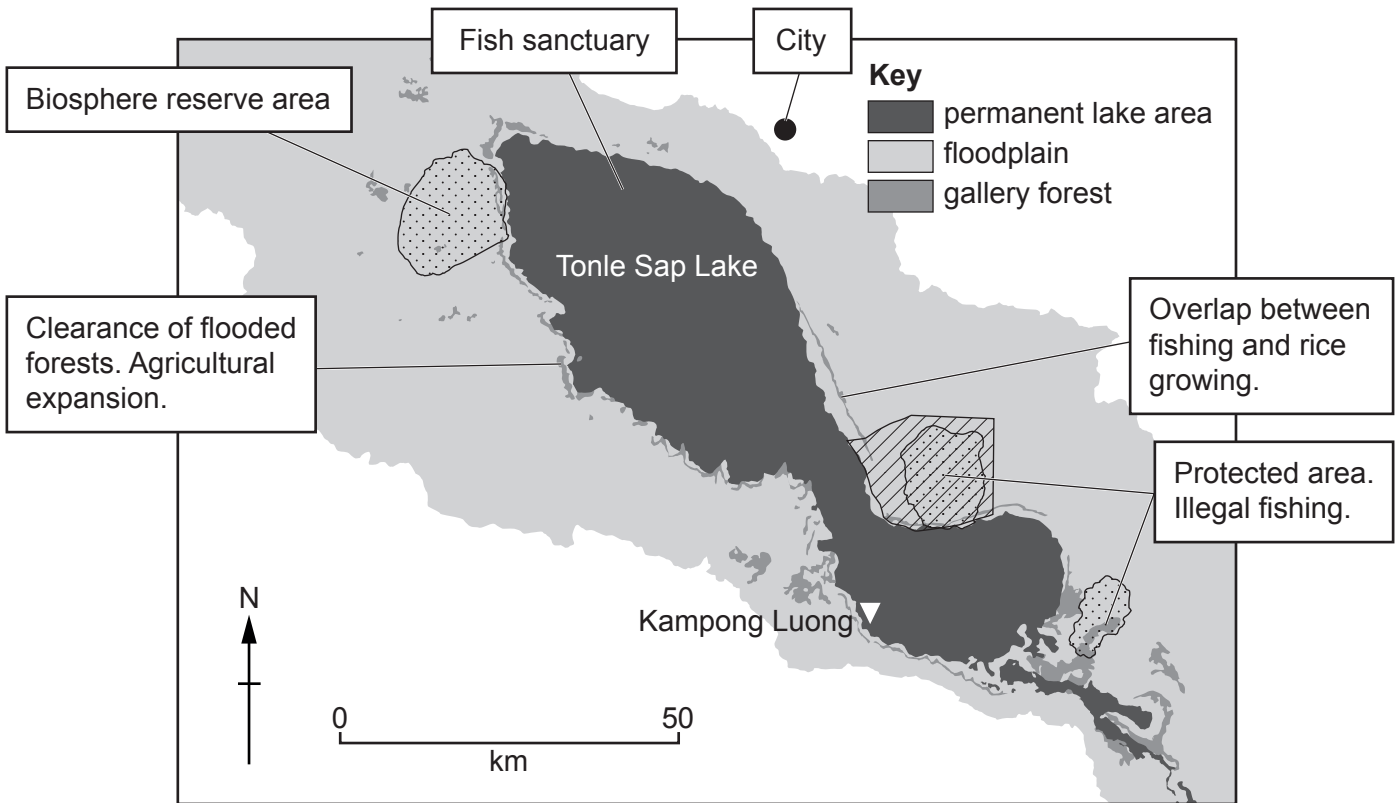 Fish sanctuary
City
Biosphere reserve area
Key
permanent lake area
floodplain
gallery forest
Tonle Sap Lake
Clearance of flooded
forests. Agricultural
expansion.
Overlap between
fishing and rice
growing.
Protected area.
Illegal fishing.
Kampong Luong
N
0
50
km